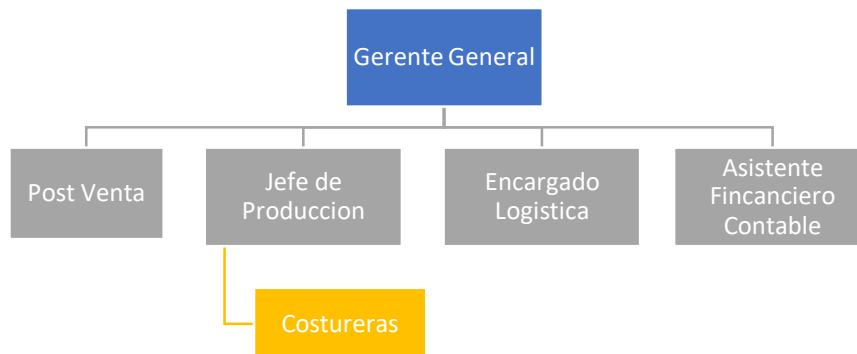 Gerente General
Post Venta
Jefe de
Produccion
Encargado
Logistica
Asistente
Fincanciero
Contable
Costureras